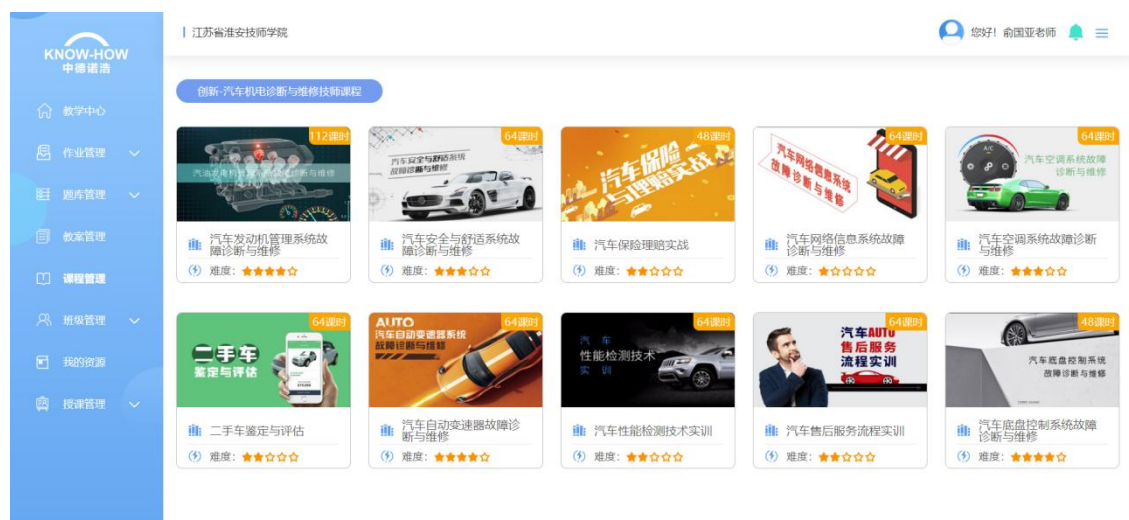 KNOW-HOW
中德诺浩
教学中心
作业管理
题库管理
教案管理
课程管理
班级管理
我的资源
授课管理
江苏省淮安技师学院
您好！俞国亚老师
创新-汽车机电诊断与维修技师课程
112课时
汽车发动机管理系统故
障诊断与维修
难度：
64课时
汽车安全与舒适系统
故障诊断与维修
汽车安全与舒适系统故
障诊断与维修
难度：
48课时
汽车保险
与理赔实战
汽车保险理赔实战
难度：
64课时
汽车网络信息系统
故障诊断与维修
汽车网络信息系统故障
诊断与维修
难度：
64课时
A/C
汽车空调系统故障
诊断与维修
汽车空调系统故障诊断
与维修
难度：
64课时
二手车
鉴定与评估
二手车鉴定与评估
难度：
64课时
AUTO
汽车自动变速器系统
故障诊断与维修
汽车自动变速器故障诊
断与维修
难度：
64课时
汽车
性能检测技术
实训
汽车性能检测技术实训
难度：
64课时
汽车AUTO
售后服务
流程实训
汽车售后服务流程实训
难度：
48课时
汽车底盘控制系统
故障诊断与维修
汽车底盘控制系统故障
诊断与维修
难度：